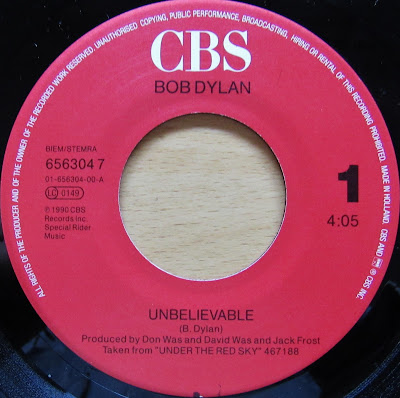 ALL RIGHTS OF THE PRODUCER AND OF THE OWNER OF THE RECORDED WORK RESERVED. UNAUTHORISED COPYING, PUBLIC PERFORMANCE, BROADCASTING, HIRING OR RENTAL OF THIS RECORDING PROHIBITED. MADE IN HOLLAND. CBS AND ® CBS INC.
CBS
BOB DYLAN
BIEM/STEMRA
656304 7
01-656304-00-A
LC 0149
℗1990 CBS
Records Inc.
Special Rider
Music
1
4:05
UNBELIEVABLE
(B. Dylan)
Produced by Don Was and David Was and Jack Frost
Taken from "UNDER THE RED SKY" 467188